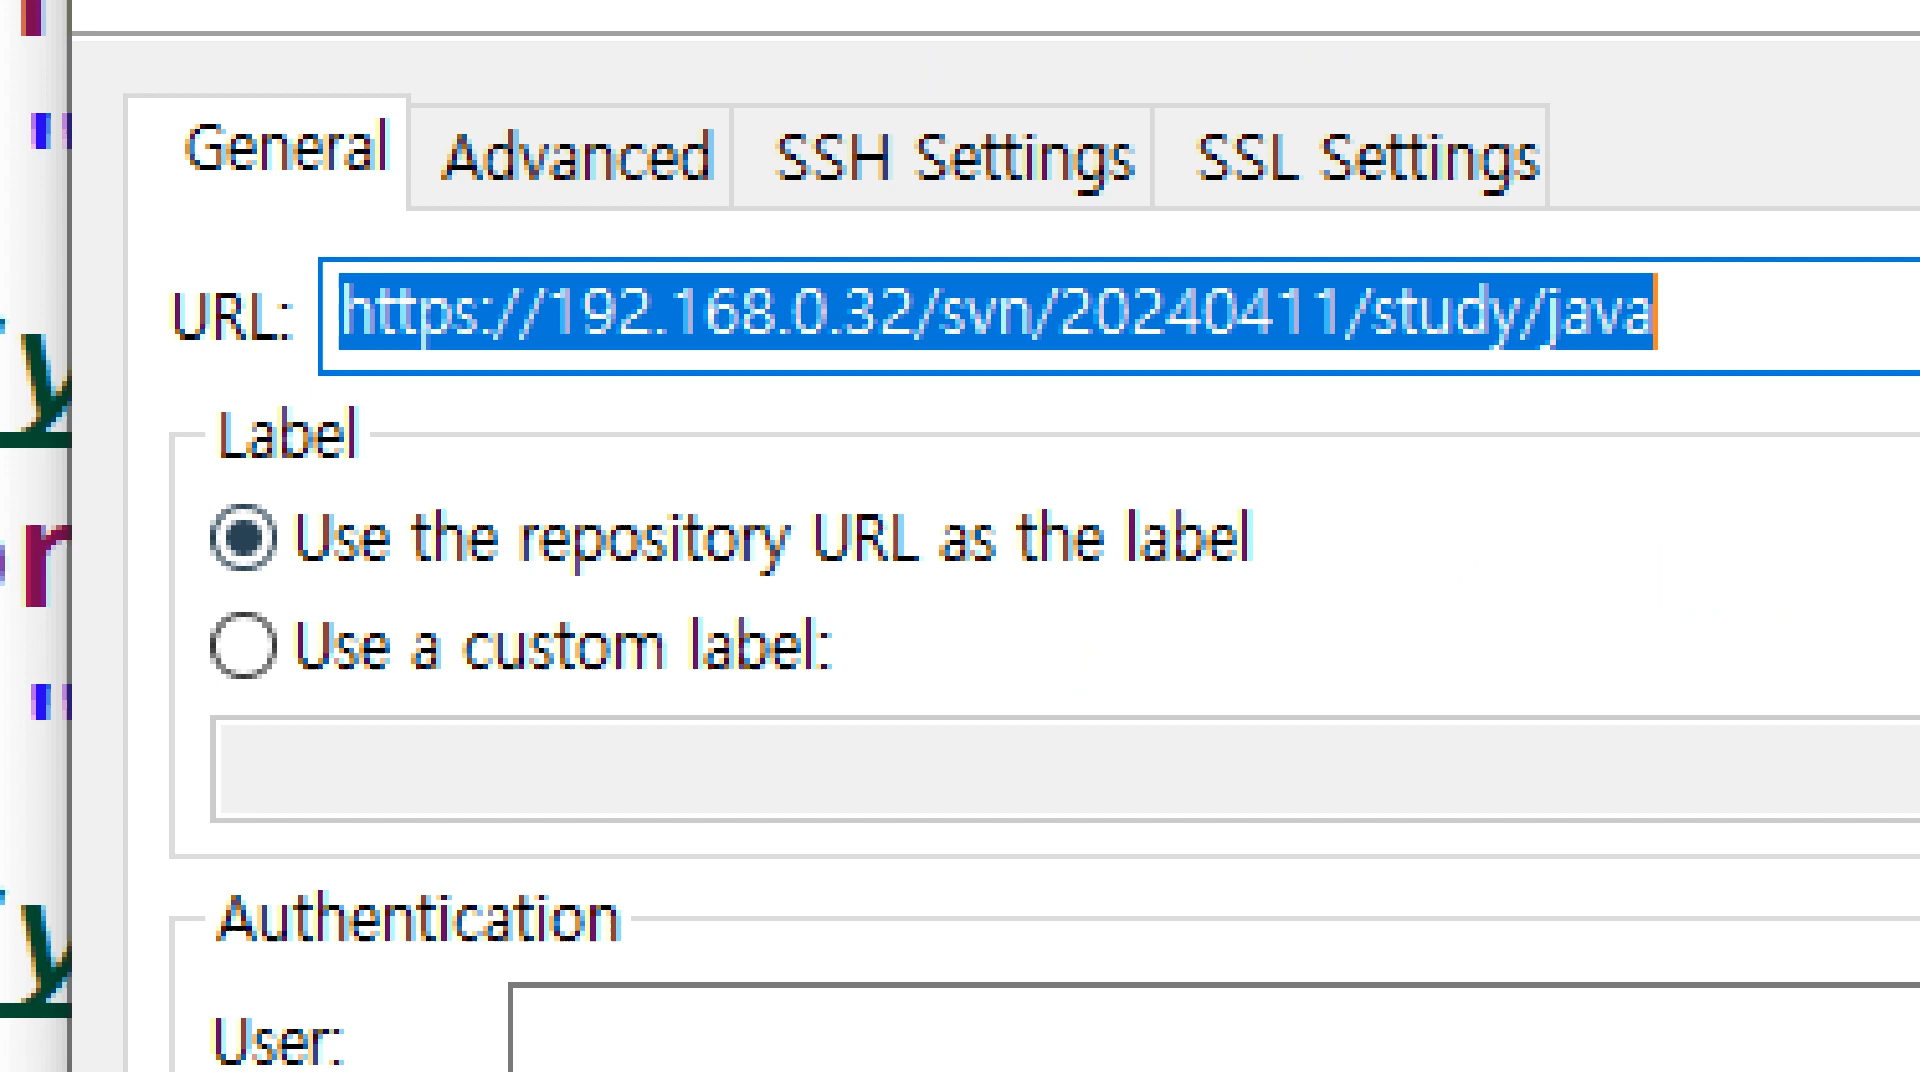 General Advanced SSH Settings SSL Settings
URL: https://192.168.0.32/svn/20240411/study/java
Label
Use the repository URL as the label
Use a custom label:
Authentication
User: